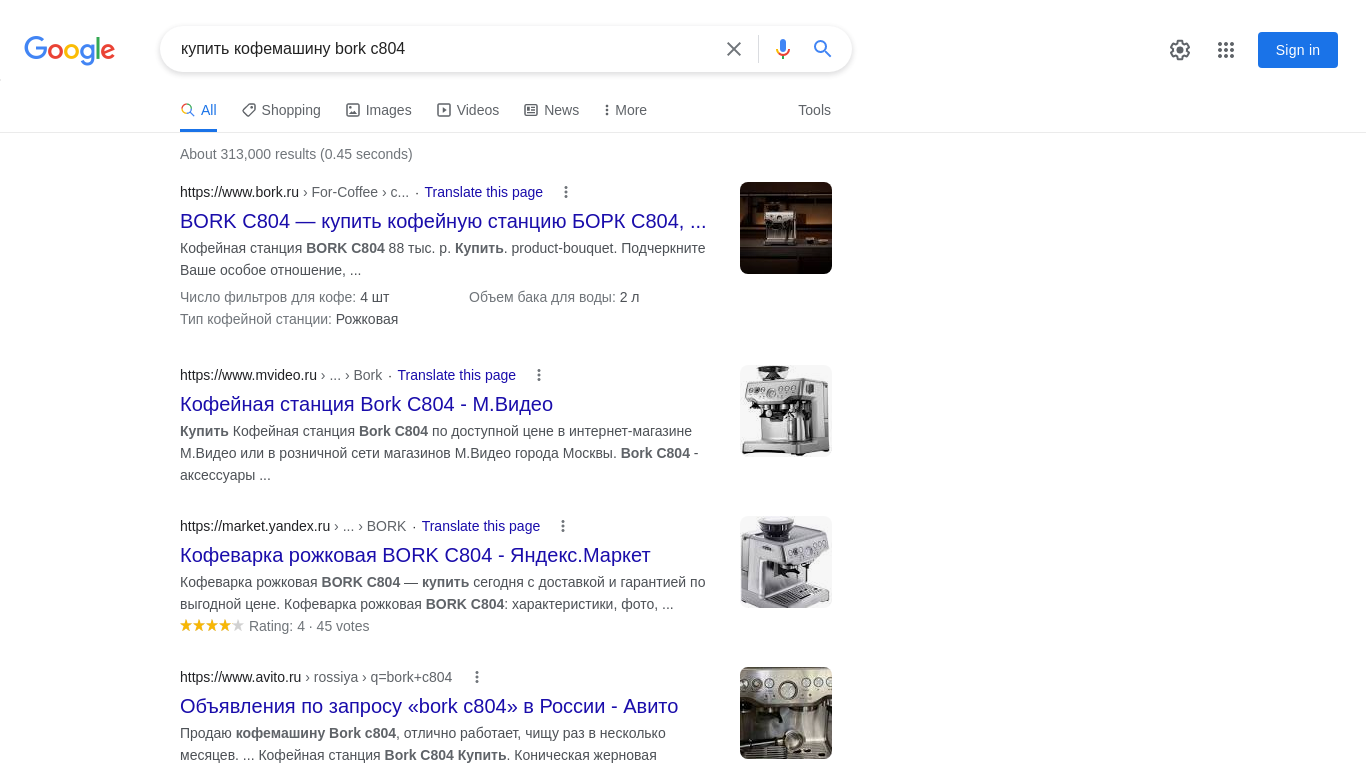 Google
купить кофемашину bork c804
Sign in
All
Shopping
Images
Videos
News
More
Tools
About 313,000 results (0.45 seconds)
https://www.bork.ru › For-Coffee › c... · Translate this page
BORK C804 — купить кофейную станцию БОРК С804, ...
Кофейная станция BORK C804 88 тыс. р. Купить. product-bouquet. Подчеркните
Ваше особое отношение, ...
Число фильтров для кофе: 4 шт Объем бака для воды: 2 л
Тип кофейной станции: Рожковая
https://www.mvideo.ru › ... › Bork · Translate this page
Кофейная станция Bork C804 - М.Видео
Купить Кофейная станция Bork C804 по доступной цене в интернет-магазине
М.Видео или в розничной сети магазинов М.Видео города Москвы. Bork C804 -
аксессуары ...
https://market.yandex.ru › ... › BORK · Translate this page
Кофеварка рожковая BORK C804 - Яндекс.Маркет
Кофеварка рожковая BORK C804 — купить сегодня с доставкой и гарантией по
выгодной цене. Кофеварка рожковая BORK C804: характеристики, фото, ...
Rating: 4 · 45 votes
https://www.avito.ru › rossiya › q=bork+c804
Объявления по запросу «bork c804» в России - Авито
Продаю кофемашину Bork c804, отлично работает, чищу раз в несколько
месяцев. ... Кофейная станция Bork C804 Купить. Коническая жерновая